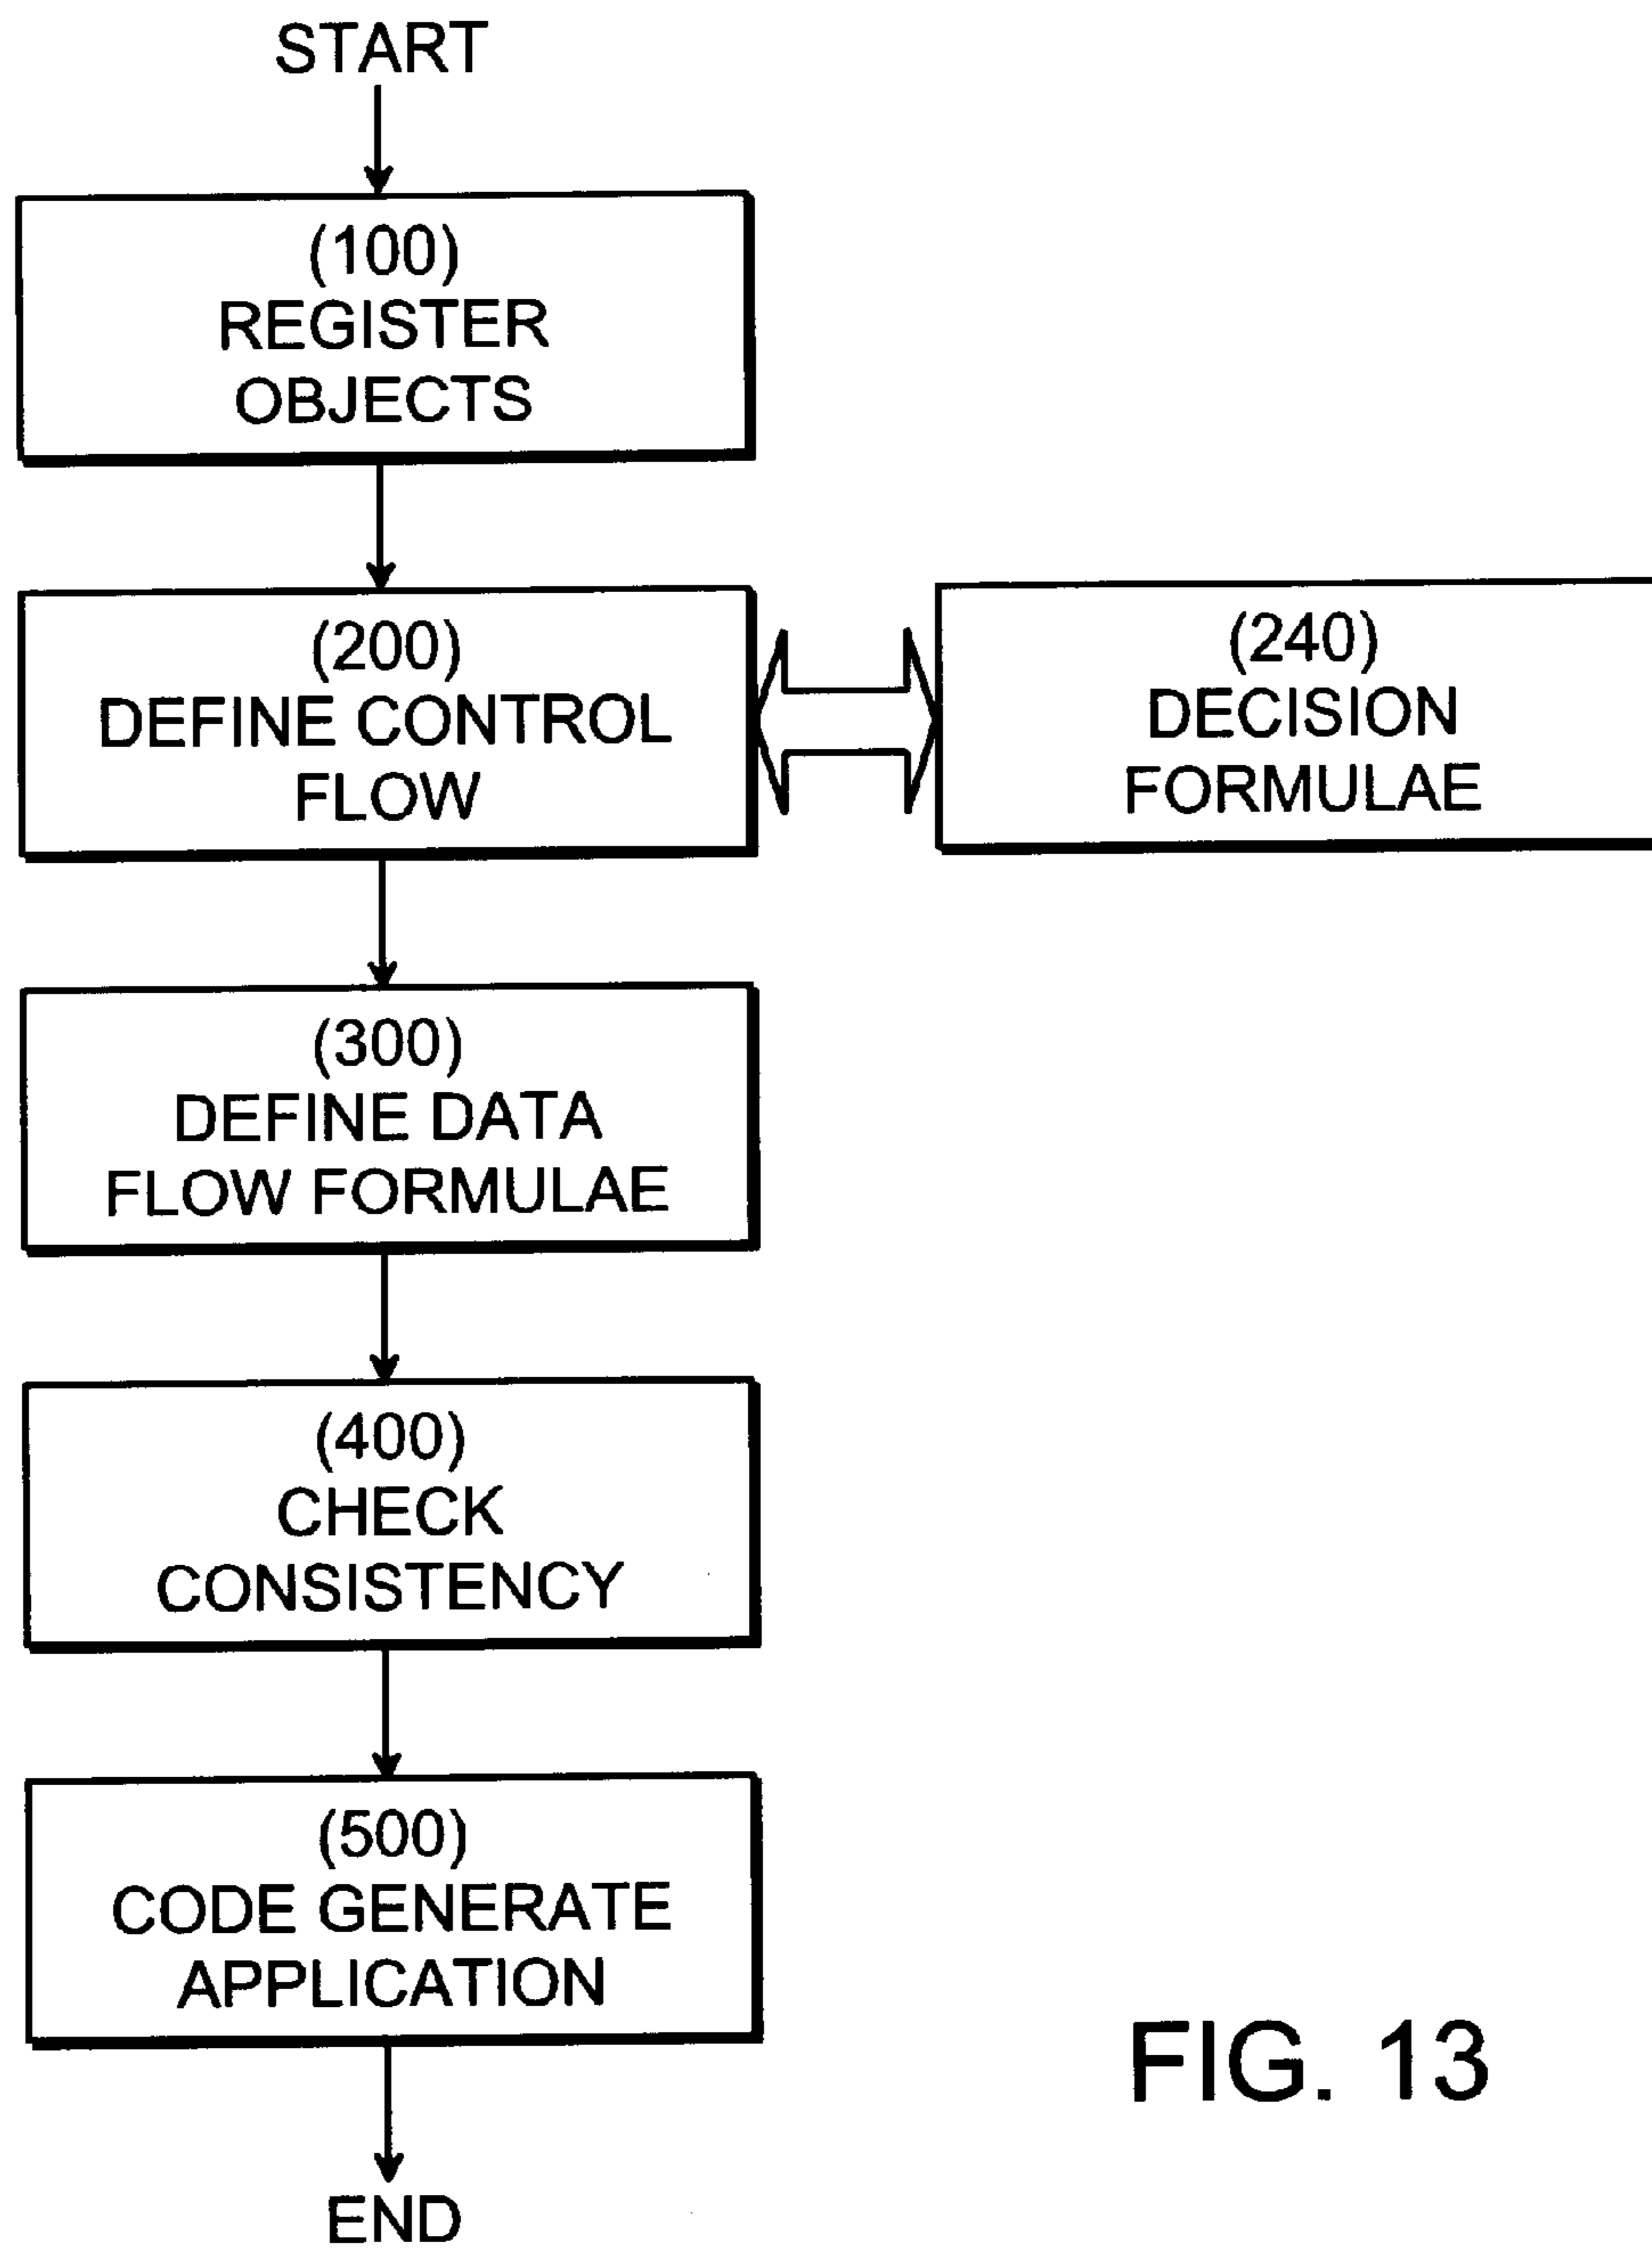 START
(100)
REGISTER
OBJECTS
(200)
DEFINE CONTROL
FLOW
(240)
DECISION
FORMULAE
(300)
DEFINE DATA
FLOW FORMULAE
(400)
CHECK
CONSISTENCY
(500)
CODE GENERATE
APPLICATION
END
FIG. 13